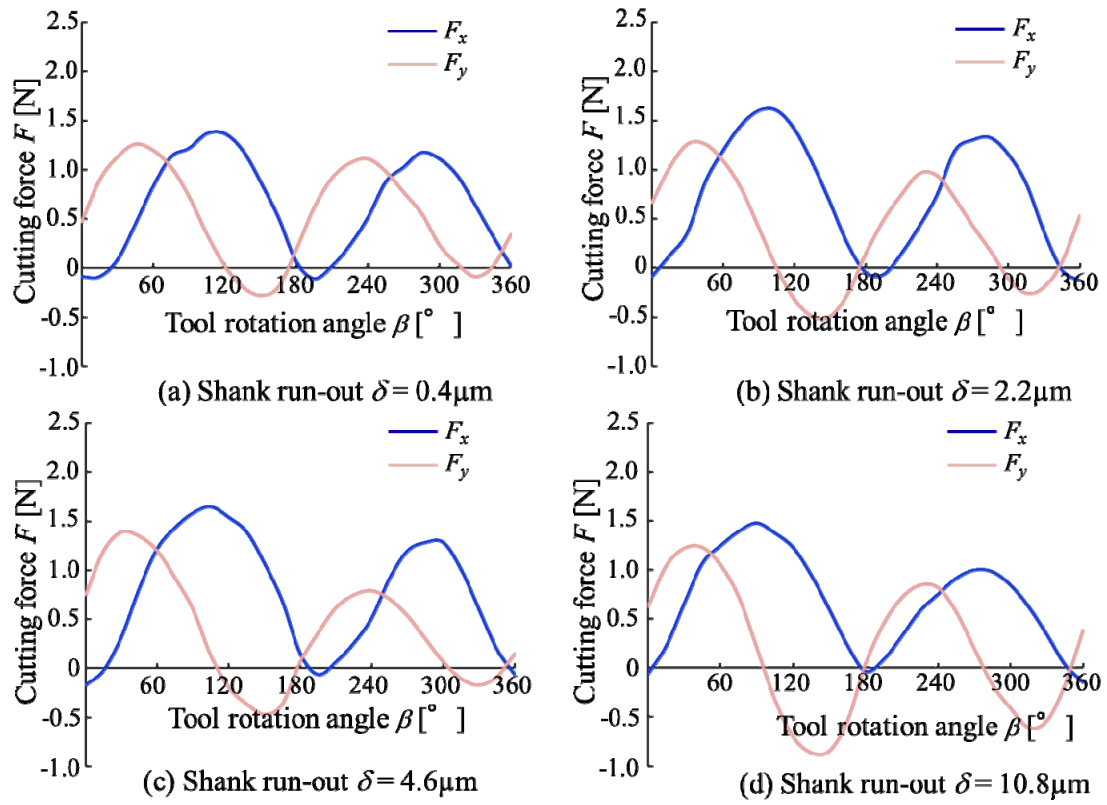 2.5
2.0
1.5
1.0
0.5
0
-0.5
-1.0
Cutting force F [N]
Fx
Fy
60 120 180 240 300 360
Tool rotation angle β [° ]
(a) Shank run-out δ= 0.4μm
2.5
2.0
1.5
1.0
0.5
0
-0.5
-1.0
Cutting force F [N]
Fx
Fy
60 120 180 240 300 360
Tool rotation angle β [° ]
(b) Shank run-out δ= 2.2μm
2.5
2.0
1.5
1.0
0.5
0
-0.5
-1.0
Cutting force F [N]
Fx
Fy
60 120 180 240 300 360
Tool rotation angle β [° ]
(c) Shank run-out δ= 4.6μm
2.5
2.0
1.5
1.0
0.5
0
-0.5
-1.0
Cutting force F [N]
Fx
Fy
60 120 180 240 300 360
Tool rotation angle β [° ]
(d) Shank run-out δ= 10.8μm